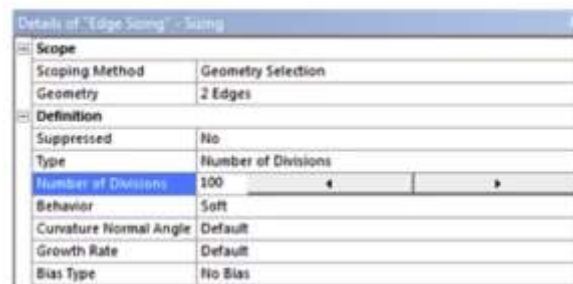 Details of "Edge Sizing" - Sizing
Scope
Scoping Method Geometry Selection
Geometry 2 Edges
Definition
Suppressed No
Type Number of Divisions
Number of Divisions 100
Behavior Soft
Curvature Normal Angle Default
Growth Rate Default
Bias Type No Bias